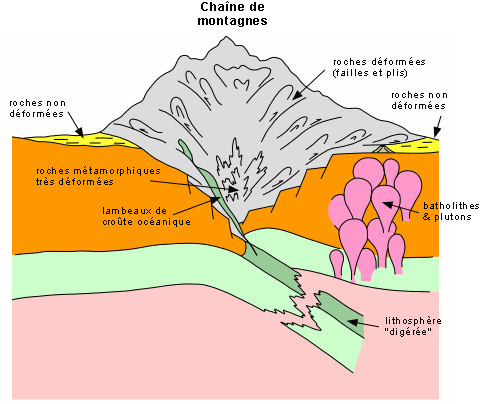 Chaîne de
montagnes
roches déformées
(failles et plis)
roches non
déformées
roches non
déformées
roches métamorphiques
très déformées
lambeaux de
croûte océanique
batholithes
& plutons
lithosphère
"digérée"